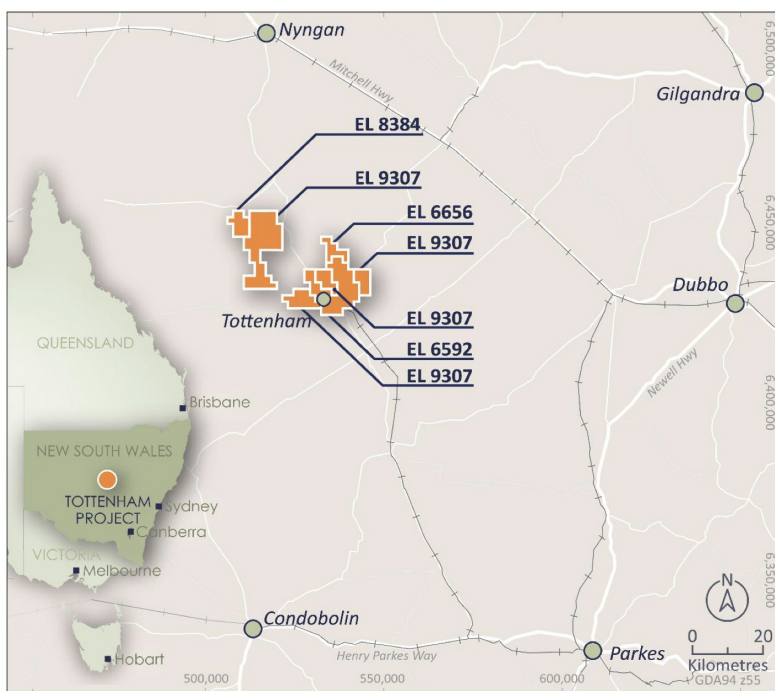 Nyngan
Mitchell Hwy
6,500,000
Gilgandra
EL 8384
EL 9307
EL 6656
EL 9307
6,450,000
Dubbo
EL 9307
Tottenham
EL 6592
EL 9307
Newell Hwy
6,400,000
QUEENSLAND
Brisbane
NEW SOUTH WALES
TOTTENHAM
PROJECT
Sydney
Canberra
VICTORIA
Melbourne
Hobart
6,350,000
Condobolin
Henry Parkes Way
Parkes
N
0 20
Kilometres
GDA94 z55
500,000
550,000
600,000